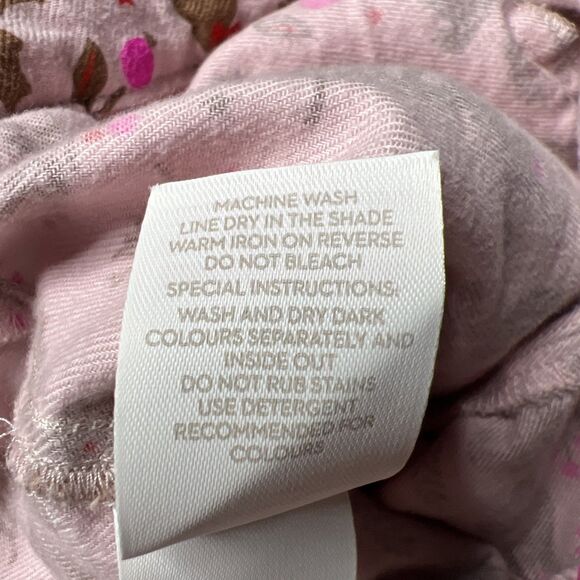 MACHINE WASH
LINE DRY IN THE SHADE
WARM IRON ON REVERSE
DO NOT BLEACH
SPECIAL INSTRUCTIONS.
WASH AND DRY DARK
COLOURS SEPARATELY AND
INSIDE OUT
DO NOT RUB STAINS
USE DETERGENT
RECOMMENDED FOR
COLOURS